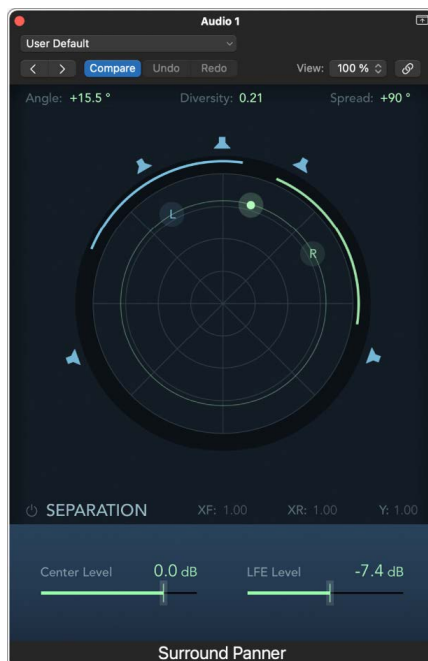 Audio 1
User Default
Compare Undo Redo View: 100 %
Angle: +15.5 ° Diversity: 0.21 Spread: +90 °
L
R
SEPARATION XF: 1.00 XR: 1.00 Y: 1.00
Center Level 0.0 dB LFE Level -7.4 dB
Surround Panner